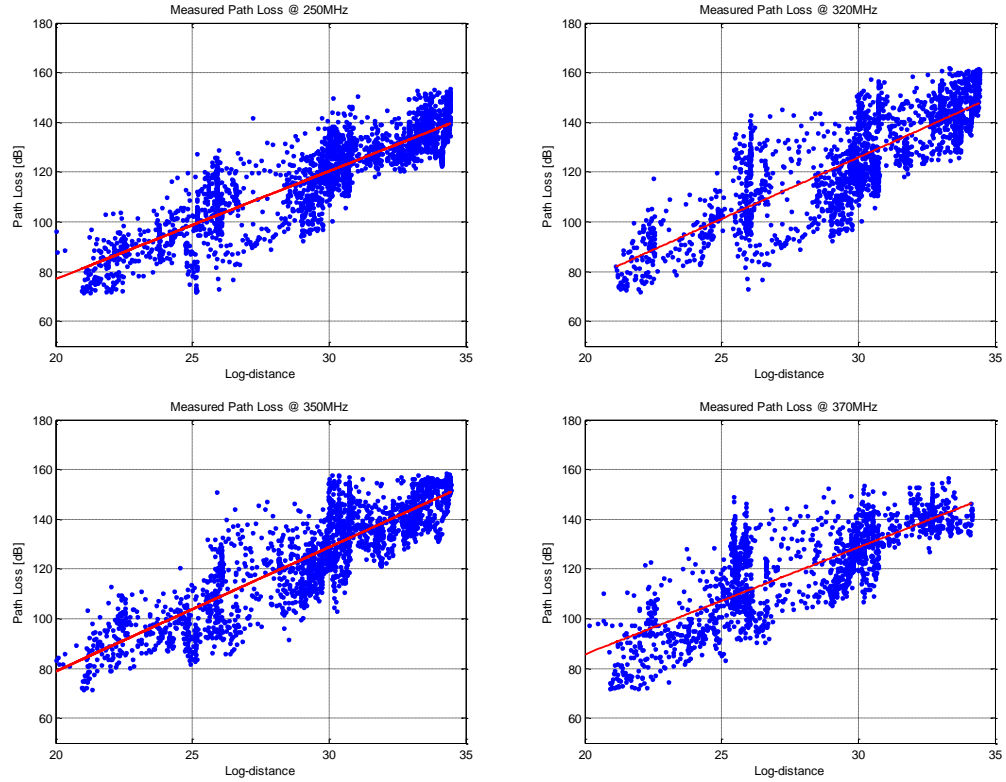 Measured Path Loss @ 250MHz
180
160
140
120
100
80
60
20 25 30 35
Path Loss [dB]
Log-distance
Measured Path Loss @ 320MHz
180
160
140
120
100
80
60
20 25 30 35
Path Loss [dB]
Log-distance
Measured Path Loss @ 350MHz
180
160
140
120
100
80
60
20 25 30 35
Path Loss [dB]
Log-distance
Measured Path Loss @ 370MHz
180
160
140
120
100
80
60
20 25 30 35
Path Loss [dB]
Log-distance